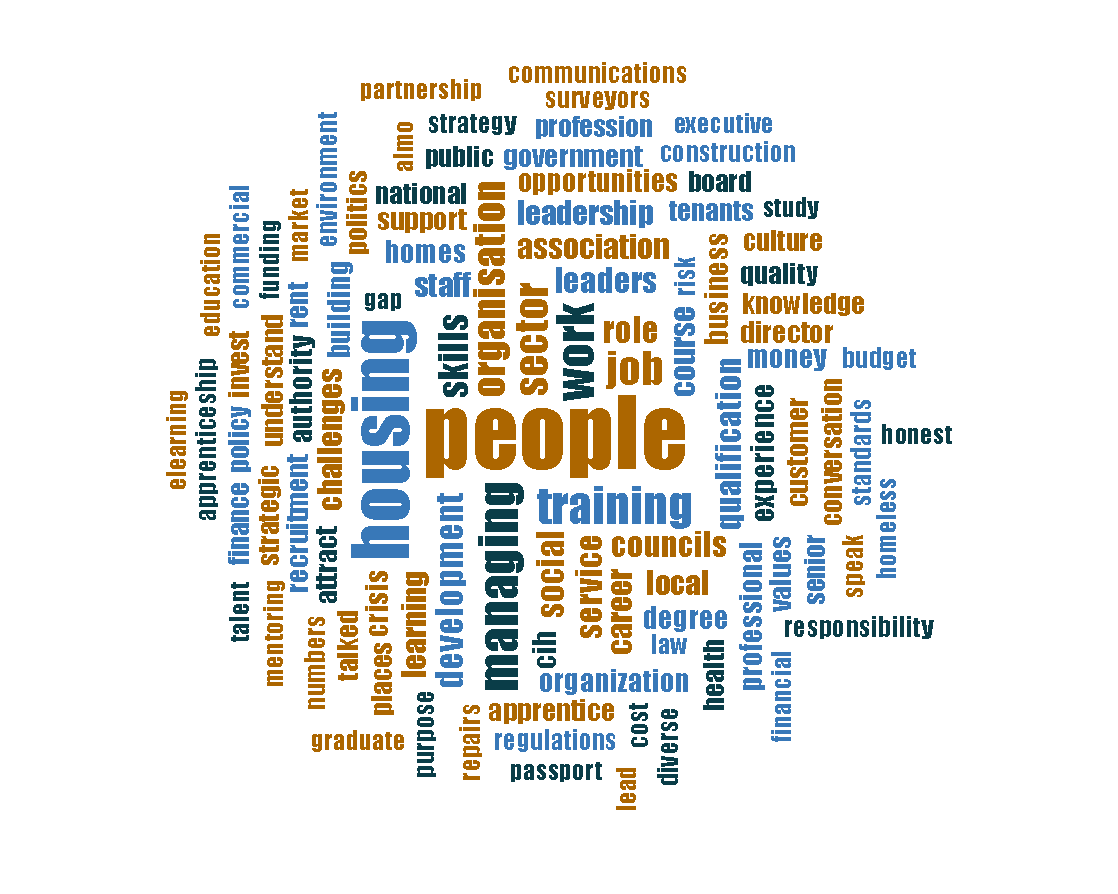 communications
partnership
surveyors
almo
strategy
profession
executive
environment
public
government
construction
politics
national
opportunities
board
organisation
commercial
market
support
leadership
tenants
study
funding
education
homes
association
course
risk
business
culture
rent
building
gap
staff
leaders
quality
skills
sector
work
role
knowledge
director
invest
understand
authority
job
money
budget
apprenticeship
challenges
housing
people
qualification
experience
customer
conversation
standards
honest
elearning
policy
finance
strategic
recruitment
attract
development
managing
training
social
service
councils
professional
values
senior
speak
homeless
talent
mentoring
numbers
talked
crisis
places
learning
cih
career
local
degree
law
health
responsibility
financial
organization
graduate
purpose
repairs
apprentice
regulations
cost
diverse
passport
lead